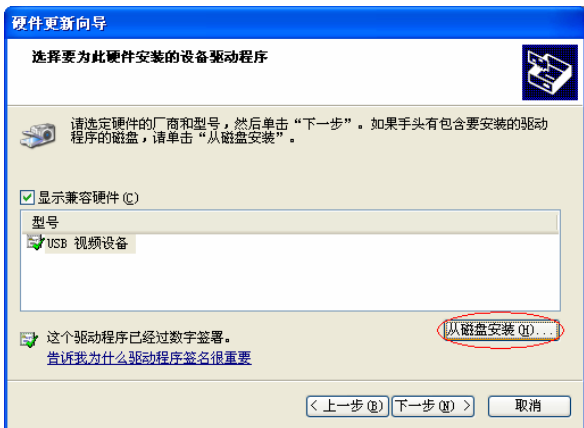 硬件更新向导
选择要为此硬件安装的设备驱动程序
请选定硬件的厂商和型号，然后单击“下一步”。如果手头有包含要安装的驱动
程序的磁盘，请单击“从磁盘安装”。
显示兼容硬件(C)
型号
USB 视频设备
从磁盘安装(H)...
这个驱动程序已经过数字签署。
告诉我为什么驱动程序签名很重要
< 上一步(B) 下一步(N) > 取消